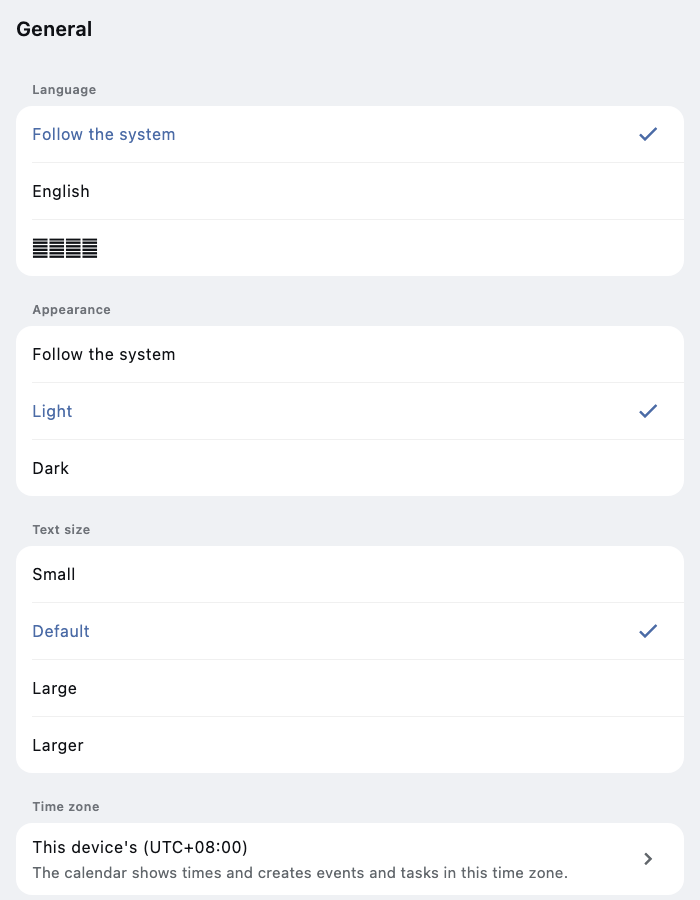 General
Language
Follow the system
English
Appearance
Follow the system
Light
Dark
Text size
Small
Default
Large
Larger
Time zone
This device's (UTC+08:00)
The calendar shows times and creates events and tasks in this time zone.